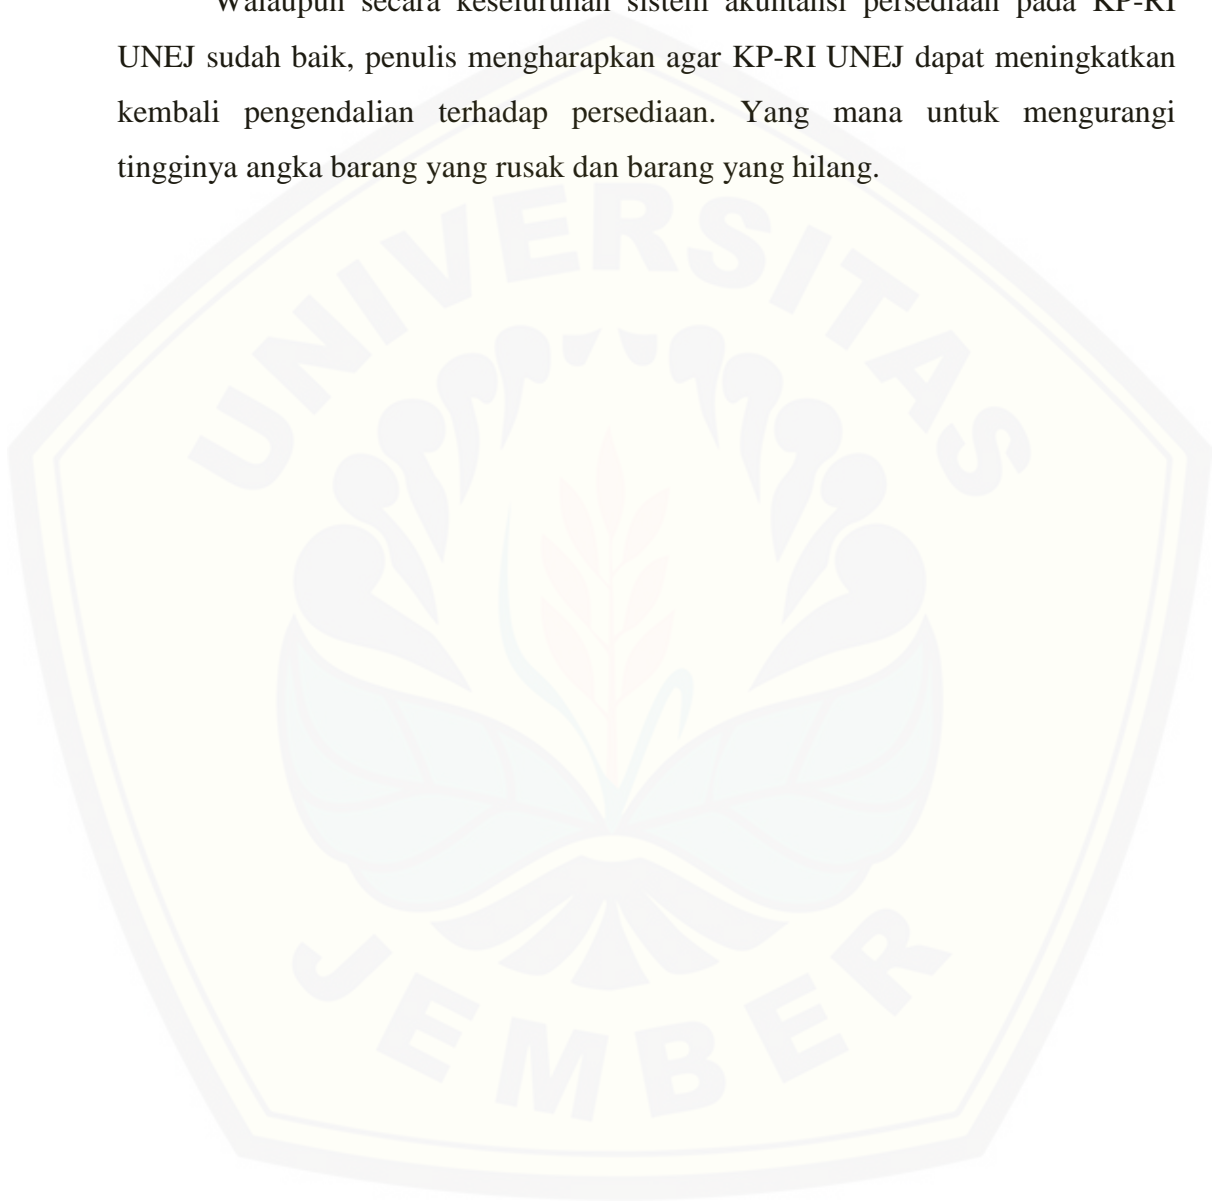 Walaupun secara keseluruhan sistem akuntansi persediaan pada KP-RI
UNEJ sudah baik, penulis mengharapkan agar KP-RI UNEJ dapat meningkatkan
kembali pengendalian terhadap persediaan. Yang mana untuk mengurangi
tingginya angka barang yang rusak dan barang yang hilang.
UNIVERSITAS
JEMBER